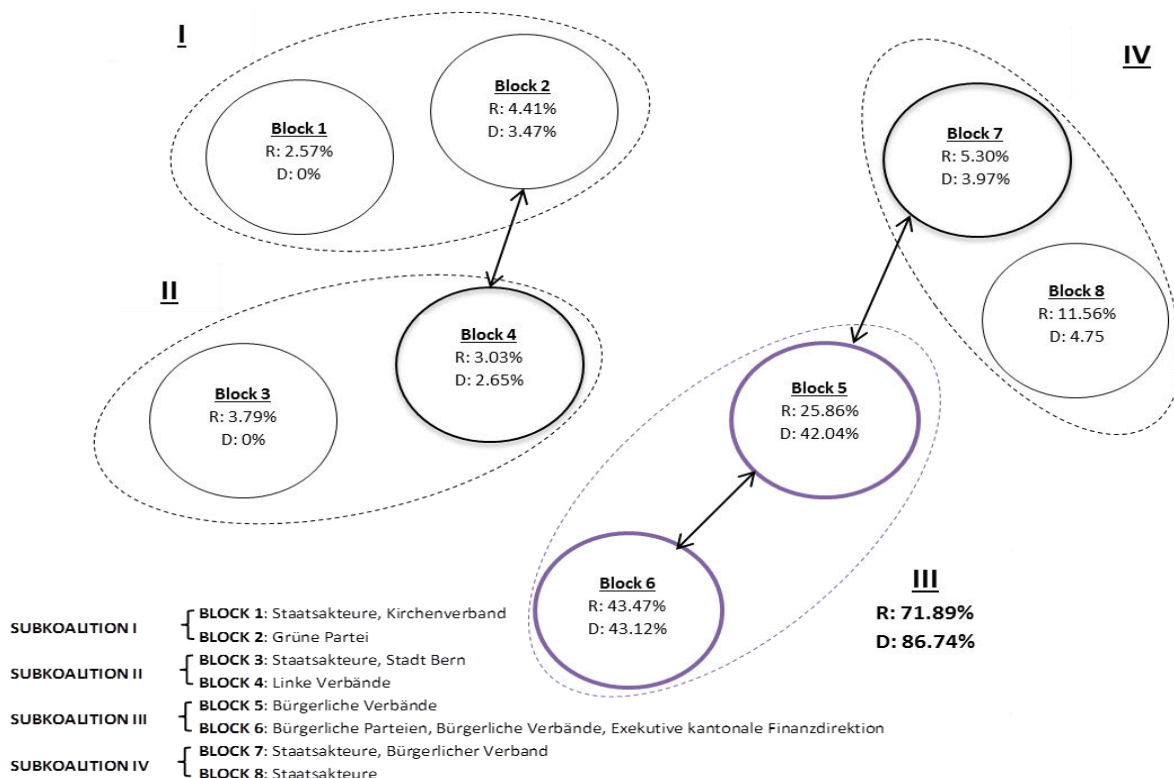 I
Block 1
R: 2.57%
D: 0%
Block 2
R: 4.41%
D: 3.47%
II
Block 3
R: 3.79%
D: 0%
Block 4
R: 3.03%
D: 2.65%
IV
Block 7
R: 5.30%
D: 3.97%
Block 8
R: 11.56%
D: 4.75
Block 5
R: 25.86%
D: 42.04%
Block 6
R: 43.47%
D: 43.12%
III
R: 71.89%
D: 86.74%
SUBKOALITION I
BLOCK 1: Staatsakteure, Kirchenverband
BLOCK 2: Grüne Partei
SUBKOALITION II
BLOCK 3: Staatsakteure, Stadt Bern
BLOCK 4: Linke Verbände
SUBKOALITION III
BLOCK 5: Bürgerliche Verbände
BLOCK 6: Bürgerliche Parteien, Bürgerliche Verbände, Exekutive kantonale Finanzdirektion
SUBKOALITION IV
BLOCK 7: Staatsakteure, Bürgerlicher Verband
BLOCK 8: Staatsakteure